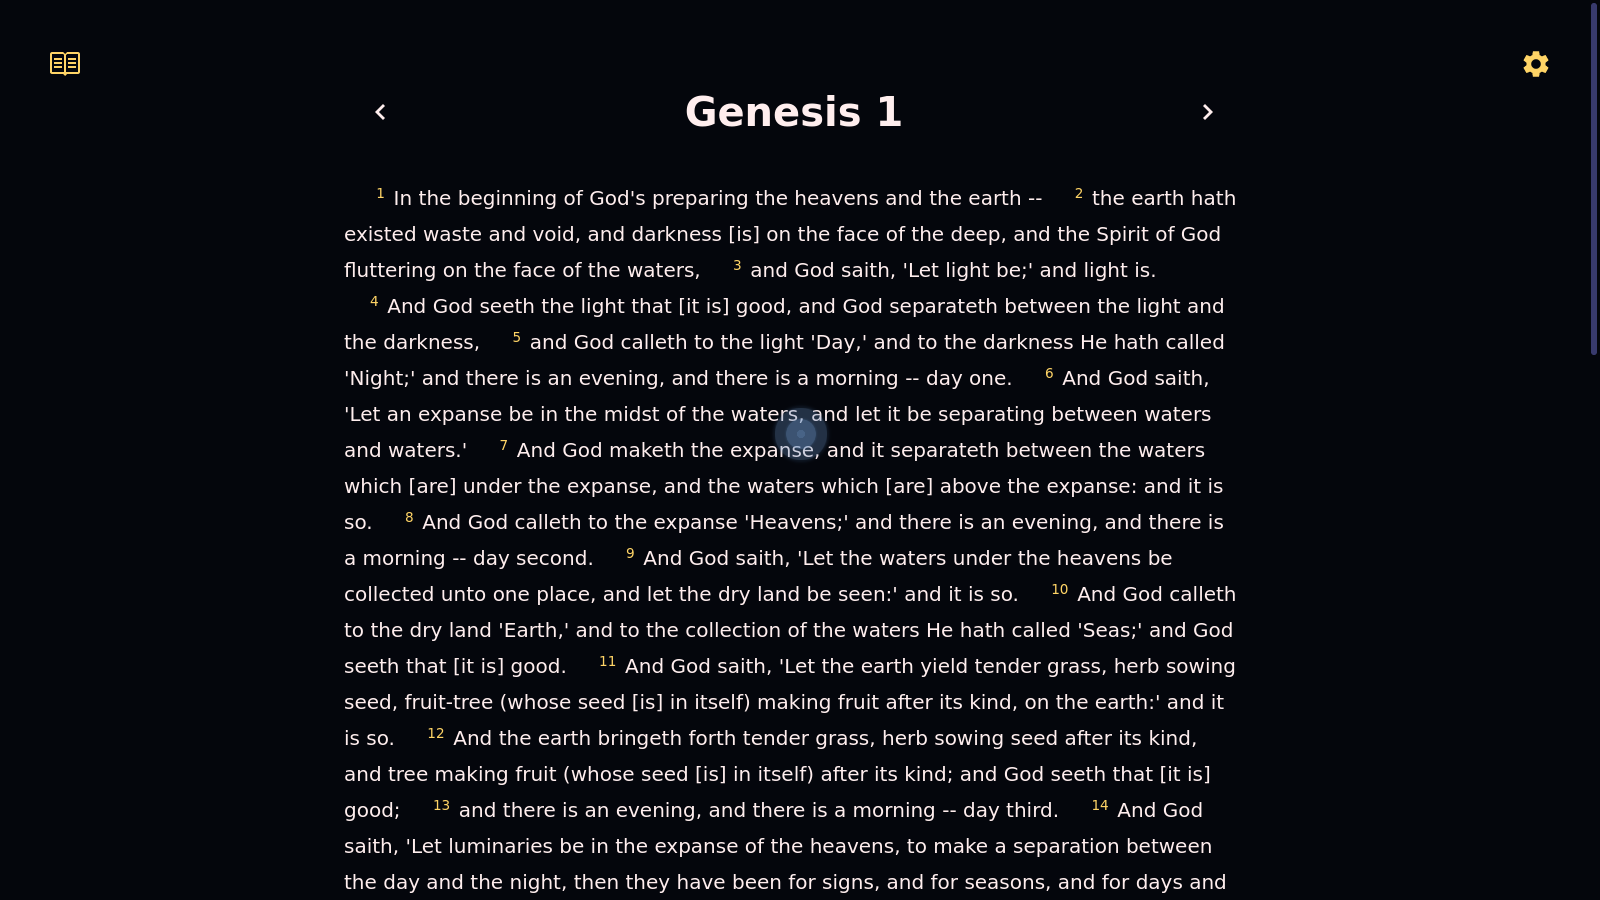 Genesis 1
1 In the beginning of God's preparing the heavens and the earth -- 2 the earth hath
existed waste and void, and darkness [is] on the face of the deep, and the Spirit of God
fluttering on the face of the waters, 3 and God saith, 'Let light be;' and light is.
4 And God seeth the light that [it is] good, and God separateth between the light and
the darkness, 5 and God calleth to the light 'Day,' and to the darkness He hath called
'Night;' and there is an evening, and there is a morning -- day one. 6 And God saith,
'Let an expanse be in the midst of the waters, and let it be separating between waters
and waters.' 7 And God maketh the expanse, and it separateth between the waters
which [are] under the expanse, and the waters which [are] above the expanse: and it is
so. 8 And God calleth to the expanse 'Heavens;' and there is an evening, and there is
a morning -- day second. 9 And God saith, 'Let the waters under the heavens be
collected unto one place, and let the dry land be seen:' and it is so. 10 And God calleth
to the dry land 'Earth,' and to the collection of the waters He hath called 'Seas;' and God
seeth that [it is] good. 11 And God saith, 'Let the earth yield tender grass, herb sowing
seed, fruit-tree (whose seed [is] in itself) making fruit after its kind, on the earth:' and it
is so. 12 And the earth bringeth forth tender grass, herb sowing seed after its kind,
and tree making fruit (whose seed [is] in itself) after its kind; and God seeth that [it is]
good; 13 and there is an evening, and there is a morning -- day third. 14 And God
saith, 'Let luminaries be in the expanse of the heavens, to make a separation between
the day and the night, then they have been for signs, and for seasons, and for days and